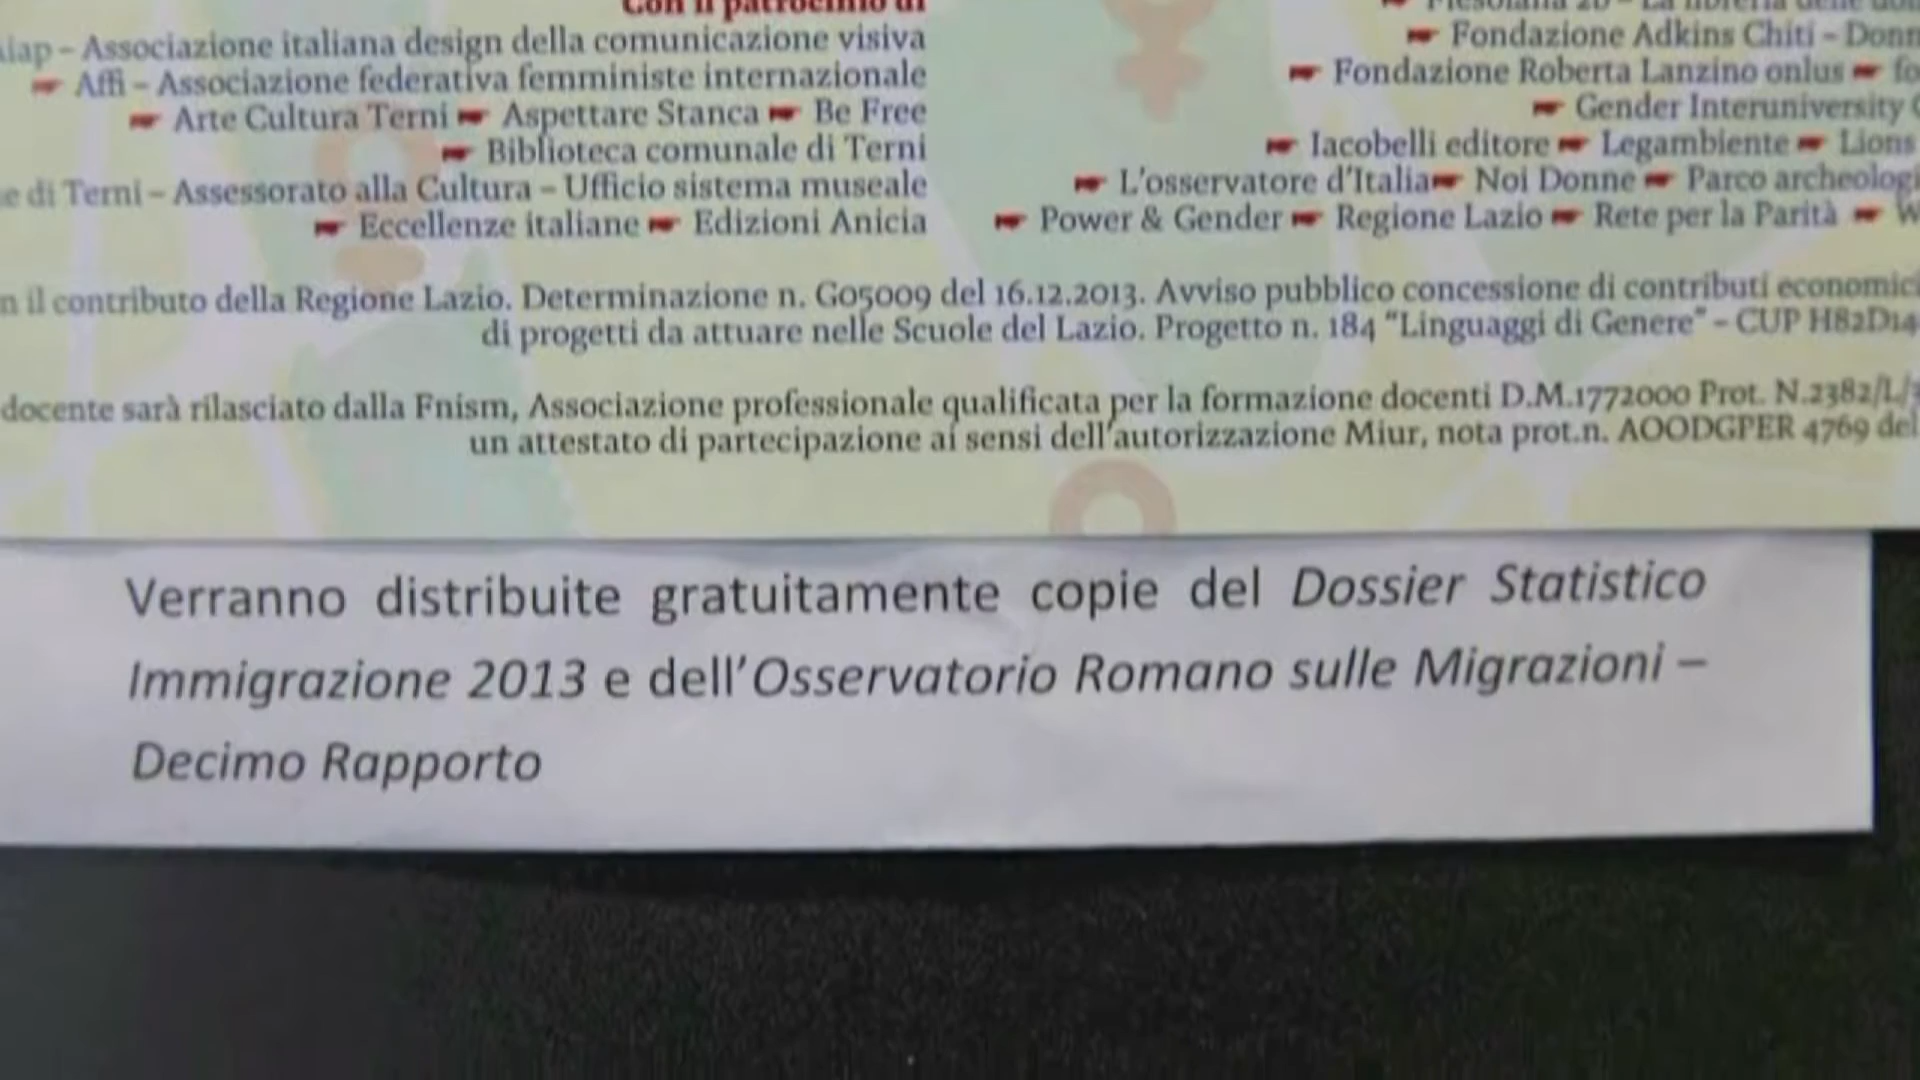 Con il patrocinio di
aiap – Associazione italiana design della comunicazione visiva
Affi – Associazione federativa femministe internazionale
Arte Cultura Terni Aspettare Stanca Be Free
Biblioteca comunale di Terni
e di Terni – Assessorato alla Cultura – Ufficio sistema museale
Eccellenze italiane Edizioni Anicia
Fondazione Adkins Chiti – Donn
Fondazione Roberta Lanzino onlus fo
Gender Interuniversity
Iacobelli editore Legambiente Lions
L'osservatore d'Italia Noi Donne Parco archeologi
Power & Gender Regione Lazio Rete per la Parità W
n il contributo della Regione Lazio. Determinazione n. G05009 del 16.12.2013. Avviso pubblico concessione di contributi economici
di progetti da attuare nelle Scuole del Lazio. Progetto n. 184 "Linguaggi di Genere" – CUP H82D14
docente sarà rilasciato dalla Fnism, Associazione professionale qualificata per la formazione docenti D.M.1772000 Prot. N.2382/L/3
un attestato di partecipazione ai sensi dell'autorizzazione Miur, nota prot.n. AOODGPER 4769 del
Verranno distribuite gratuitamente copie del Dossier Statistico
Immigrazione 2013 e dell'Osservatorio Romano sulle Migrazioni –
Decimo Rapporto